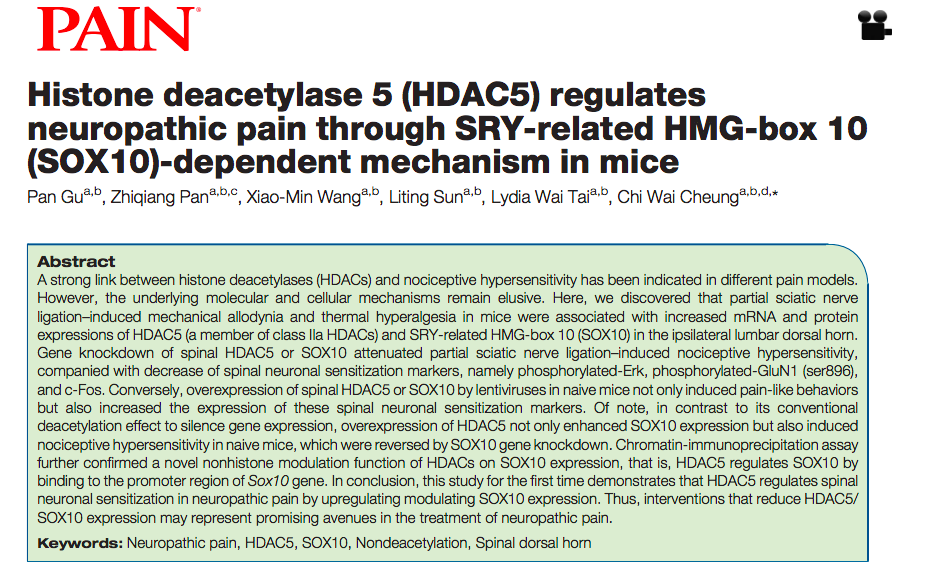 PAIN®
Histone deacetylase 5 (HDAC5) regulates
neuropathic pain through SRY-related HMG-box 10
(SOX10)-dependent mechanism in mice
Pan Guᵃ,ᵇ, Zhiqiang Panᵃ,ᵇ,ᶜ, Xiao-Min Wangᵃ,ᵇ, Liting Sunᵃ,ᵇ, Lydia Wai Taiᵃ,ᵇ, Chi Wai Cheungᵃ,ᵇ,ᵈ,*
Abstract
A strong link between histone deacetylases (HDACs) and nociceptive hypersensitivity has been indicated in different pain models.
However, the underlying molecular and cellular mechanisms remain elusive. Here, we discovered that partial sciatic nerve
ligation–induced mechanical allodynia and thermal hyperalgesia in mice were associated with increased mRNA and protein
expressions of HDAC5 (a member of class IIa HDACs) and SRY-related HMG-box 10 (SOX10) in the ipsilateral lumbar dorsal horn.
Gene knockdown of spinal HDAC5 or SOX10 attenuated partial sciatic nerve ligation–induced nociceptive hypersensitivity,
companied with decrease of spinal neuronal sensitization markers, namely phosphorylated-Erk, phosphorylated-GluN1 (ser896),
and c-Fos. Conversely, overexpression of spinal HDAC5 or SOX10 by lentiviruses in naive mice not only induced pain-like behaviors
but also increased the expression of these spinal neuronal sensitization markers. Of note, in contrast to its conventional
deacetylation effect to silence gene expression, overexpression of HDAC5 not only enhanced SOX10 expression but also induced
nociceptive hypersensitivity in naive mice, which were reversed by SOX10 gene knockdown. Chromatin-immunoprecipitation assay
further confirmed a novel nonhistone modulation function of HDACs on SOX10 expression, that is, HDAC5 regulates SOX10 by
binding to the promoter region of Sox10 gene. In conclusion, this study for the first time demonstrates that HDAC5 regulates spinal
neuronal sensitization in neuropathic pain by upregulating modulating SOX10 expression. Thus, interventions that reduce HDAC5/
SOX10 expression may represent promising avenues in the treatment of neuropathic pain.
Keywords: Neuropathic pain, HDAC5, SOX10, Nondeacetylation, Spinal dorsal horn